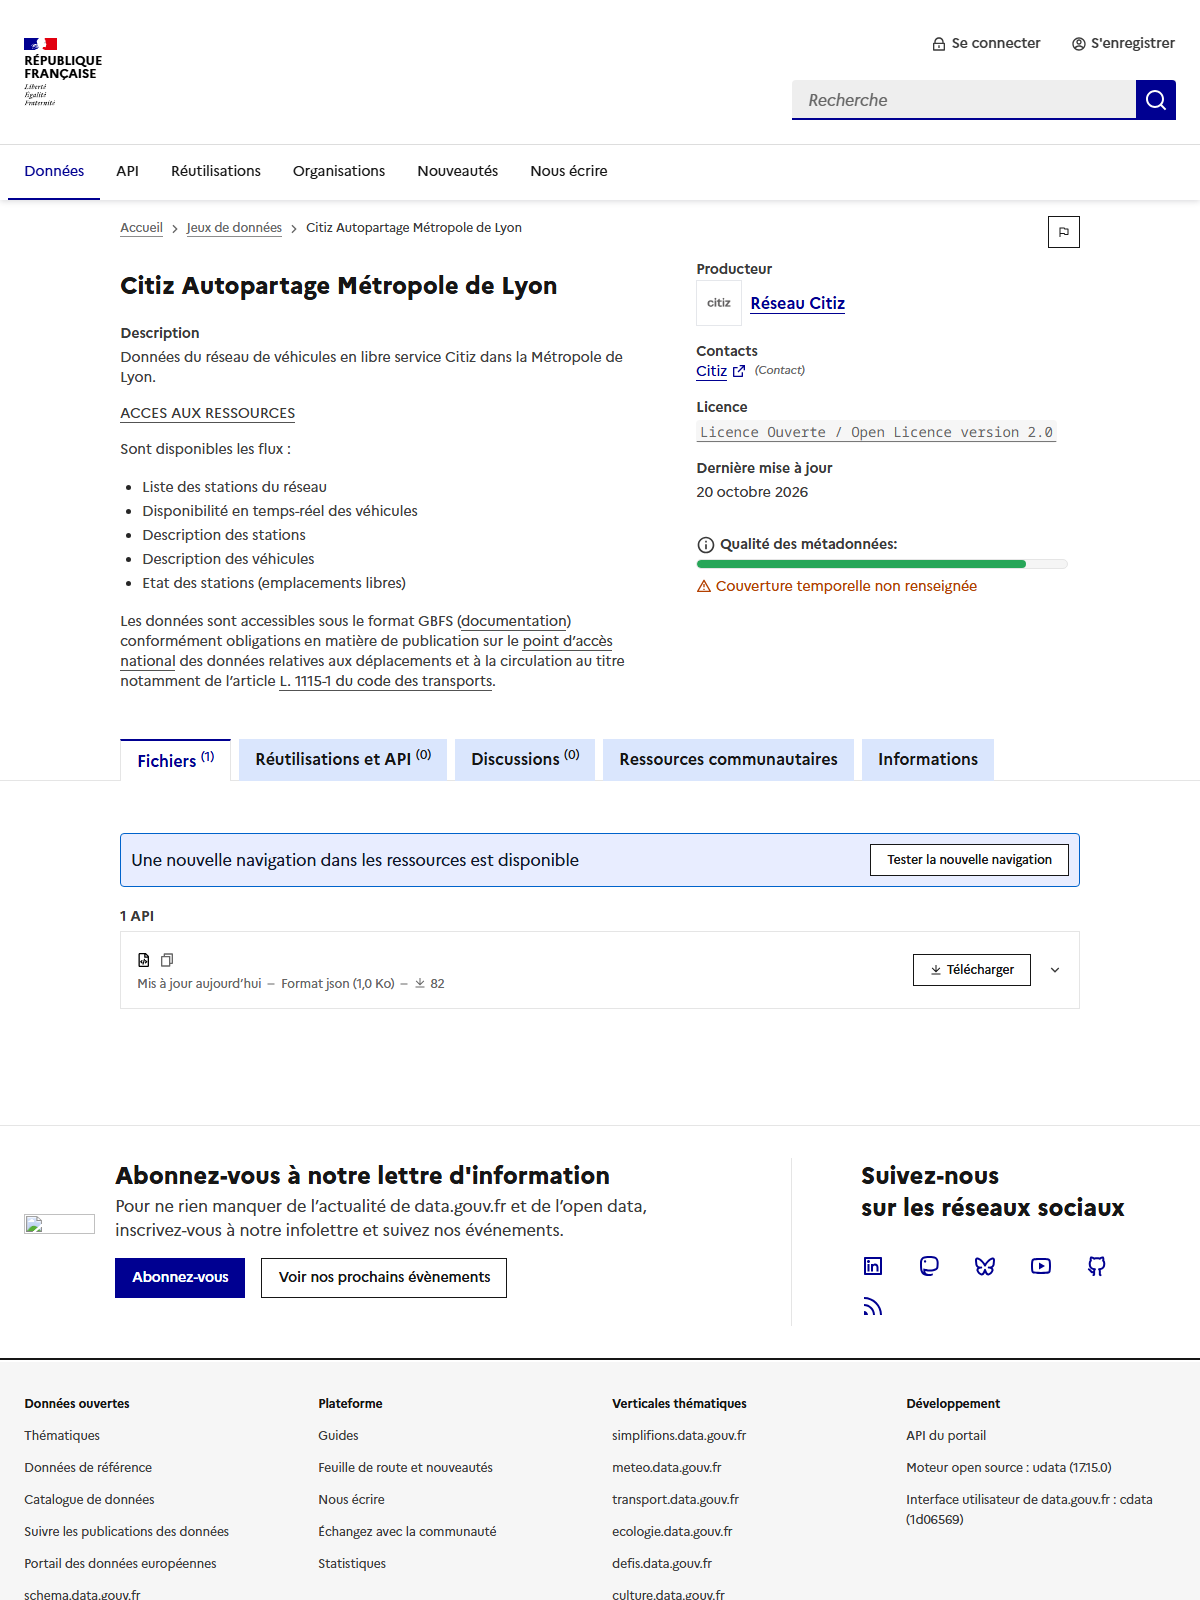 RÉPUBLIQUE
FRANÇAISE
Liberté
Égalité
Fraternité
Se connecter
S'enregistrer
Recherche
Données
API
Réutilisations
Organisations
Nouveautés
Nous écrire
Accueil
Jeux de données
Citiz Autopartage Métropole de Lyon
Citiz Autopartage Métropole de Lyon
Description
Données du réseau de véhicules en libre service Citiz dans la Métropole de
Lyon.
ACCES AUX RESSOURCES
Sont disponibles les flux :
Liste des stations du réseau
Disponibilité en temps-réel des véhicules
Description des stations
Description des véhicules
Etat des stations (emplacements libres)
Les données sont accessibles sous le format GBFS (documentation)
conformément obligations en matière de publication sur le point d’accès
national des données relatives aux déplacements et à la circulation au titre
notamment de l’article L. 1115-1 du code des transports.
Producteur
citiz
Réseau Citiz
Contacts
Citiz (Contact)
Licence
Licence Ouverte / Open Licence version 2.0
Dernière mise à jour
20 octobre 2026
Qualité des métadonnées:
Couverture temporelle non renseignée
Fichiers (1)
Réutilisations et API (0)
Discussions (0)
Ressources communautaires
Informations
Une nouvelle navigation dans les ressources est disponible
Tester la nouvelle navigation
1 API
Mis à jour aujourd’hui — Format json (1,0 Ko) — 82
Télécharger
Abonnez-vous à notre lettre d'information
Pour ne rien manquer de l’actualité de data.gouv.fr et de l’open data,
inscrivez-vous à notre infolettre et suivez nos événements.
Abonnez-vous
Voir nos prochains évènements
Suivez-nous
sur les réseaux sociaux
Données ouvertes
Thématiques
Données de référence
Catalogue de données
Suivre les publications des données
Portail des données européennes
schema.data.gouv.fr
Plateforme
Guides
Feuille de route et nouveautés
Nous écrire
Échangez avec la communauté
Statistiques
Verticales thématiques
simplifions.data.gouv.fr
meteo.data.gouv.fr
transport.data.gouv.fr
ecologie.data.gouv.fr
defis.data.gouv.fr
culture.data.gouv.fr
Développement
API du portail
Moteur open source : udata (17.15.0)
Interface utilisateur de data.gouv.fr : cdata
(1d06569)